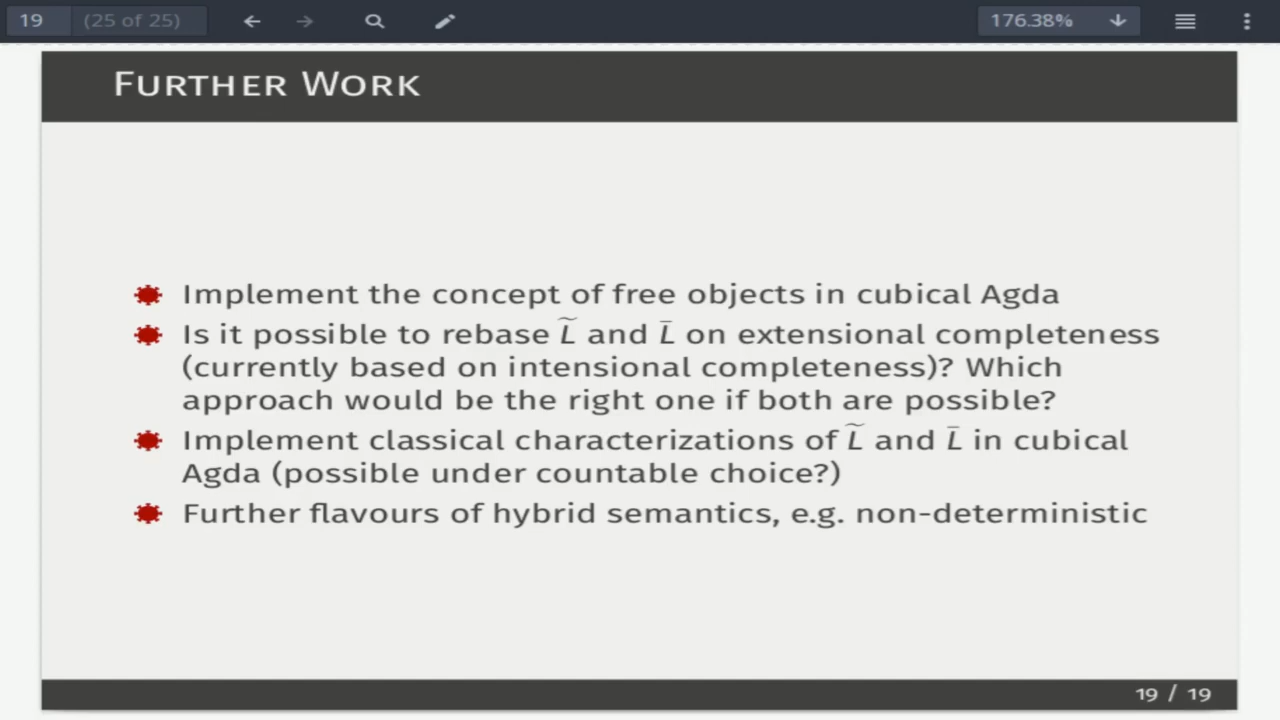 19 (25 of 25) 176.38%
Further Work
Implement the concept of free objects in cubical Agda
Is it possible to rebase L̃ and L̄ on extensional completeness
(currently based on intensional completeness)? Which
approach would be the right one if both are possible?
Implement classical characterizations of L̃ and L̄ in cubical
Agda (possible under countable choice?)
Further flavours of hybrid semantics, e.g. non-deterministic
19 / 19